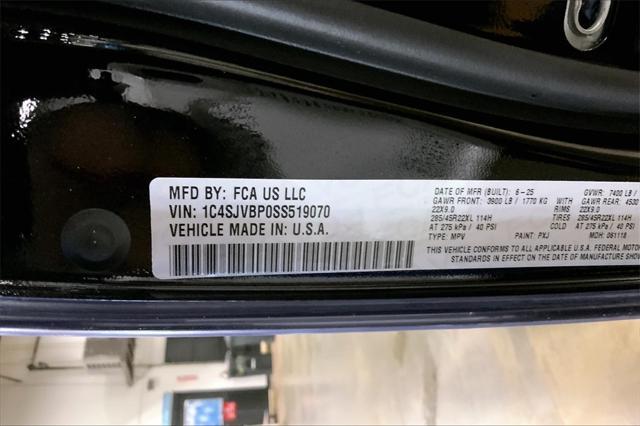 MFD BY: FCA US LLC
VIN: 1C4SJVBP0SS519070
VEHICLE MADE IN: U.S.A.
DATE OF MFR (BUILT): 6-25 GVWR: 7400 LB /
GAWR FRONT: 3900 LB / 1770 KG WITH GAWR REAR: 4530
22X9.0 RIMS 22X9.0
285/45R22XL 114H TIRES 285/45R22XL 114H
AT 275 kPa / 40 PSI COLD AT 275 kPa / 40 PSI
TYPE: MPV PAINT: PXJ MDH: 061118
THIS VEHICLE CONFORMS TO ALL APPLICABLE U.S.A. FEDERAL MOTOR
STANDARDS IN EFFECT ON THE DATE OF MANUFACTURE SHOW